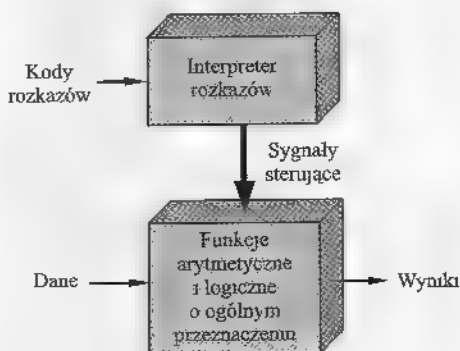 Interpreter
rozkazów
Kody
rozkazów
Sygnały
sterujące
Funkcje
arytmetyczne
i logiczne
o ogólnym
przeznaczeniu
Dane
Wyniki